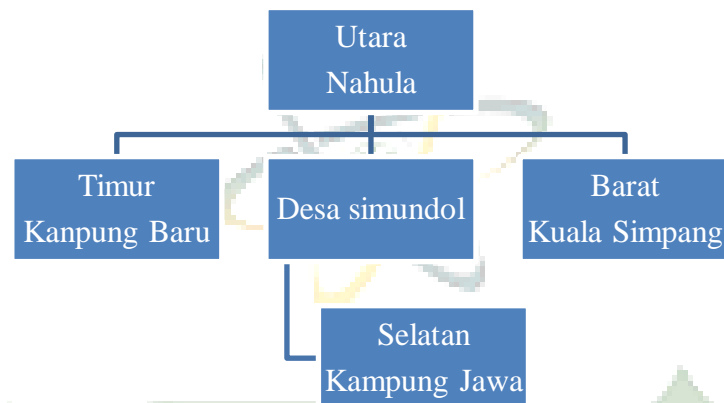 Utara
Nahula
Timur
Kanpung Baru
Desa simundol
Barat
Kuala Simpang
Selatan
Kampung Jawa